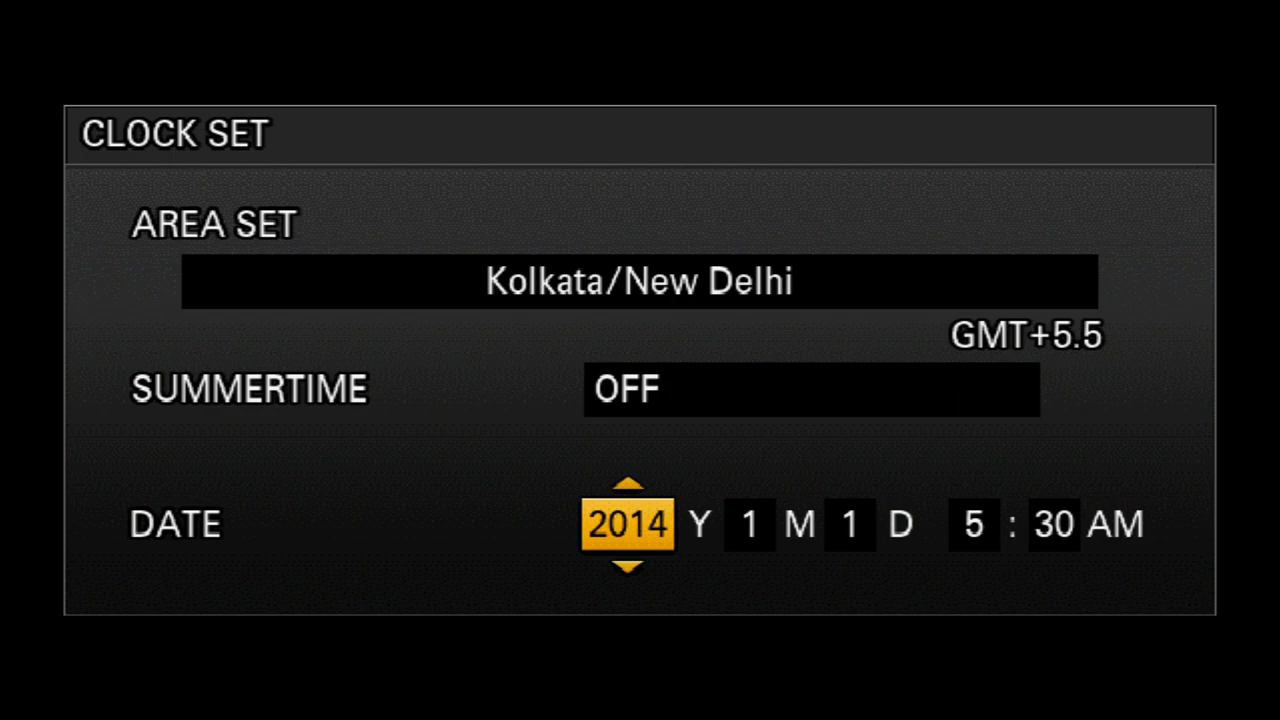 CLOCK SET
AREA SET
Kolkata/New Delhi
GMT+5.5
SUMMERTIME OFF
DATE 2014 Y 1 M 1 D 5 : 30 AM